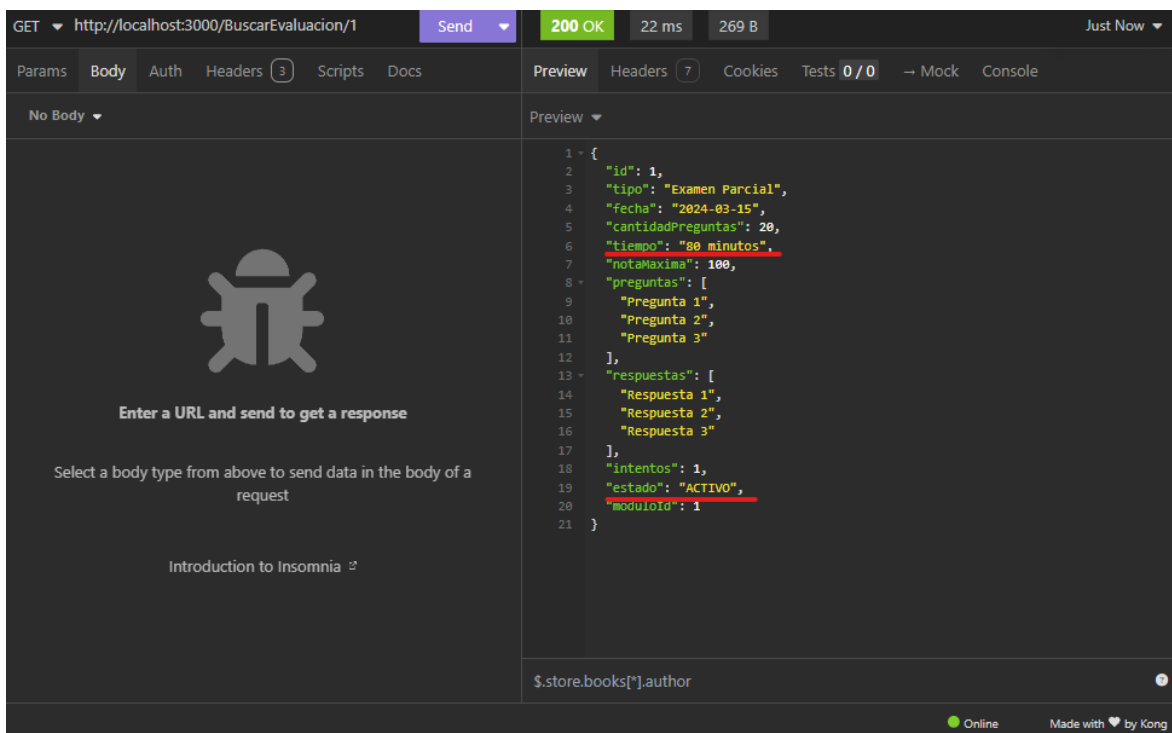 GET http://localhost:3000/BuscarEvaluacion/1 Send 200 OK 22 ms 269 B Just Now
Params Body Auth Headers 3 Scripts Docs
Preview Headers 7 Cookies Tests 0 / 0 → Mock Console
No Body
Preview
1 {
2 "id": 1,
3 "tipo": "Examen Parcial",
4 "fecha": "2024-03-15",
5 "cantidadPreguntas": 20,
6 "tiempo": "80 minutos",
7 "notaMaxima": 100,
8 "preguntas": [
9 "Pregunta 1",
10 "Pregunta 2",
11 "Pregunta 3"
12 ],
13 "respuestas": [
14 "Respuesta 1",
15 "Respuesta 2",
16 "Respuesta 3"
17 ],
18 "intentos": 1,
19 "estado": "ACTIVO",
20 "moduloId": 1
21 }
Enter a URL and send to get a response
Select a body type from above to send data in the body of a
request
Introduction to Insomnia
$.store.books[*].author
?
Online Made with ♥ by Kong